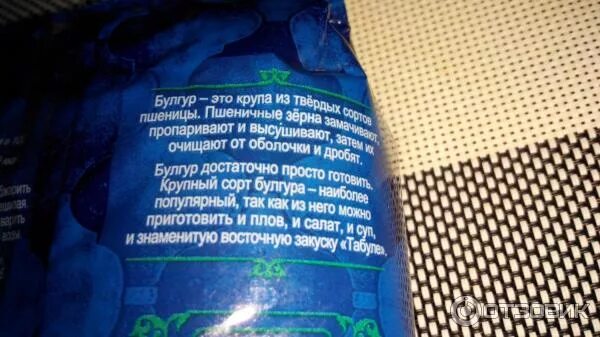 Булгур – это крупа из твёрдых сортов
пшеницы. Пшеничные зёрна замачивают,
пропаривают и высушивают, затем их
очищают от оболочки и дробят.
Булгур достаточно просто готовить.
Крупный сорт булгура – наиболее
популярный, так как из него можно
приготовить и плов, и салат, и суп,
и знаменитую восточную закуску «Табуле».
ОТЗОВИК